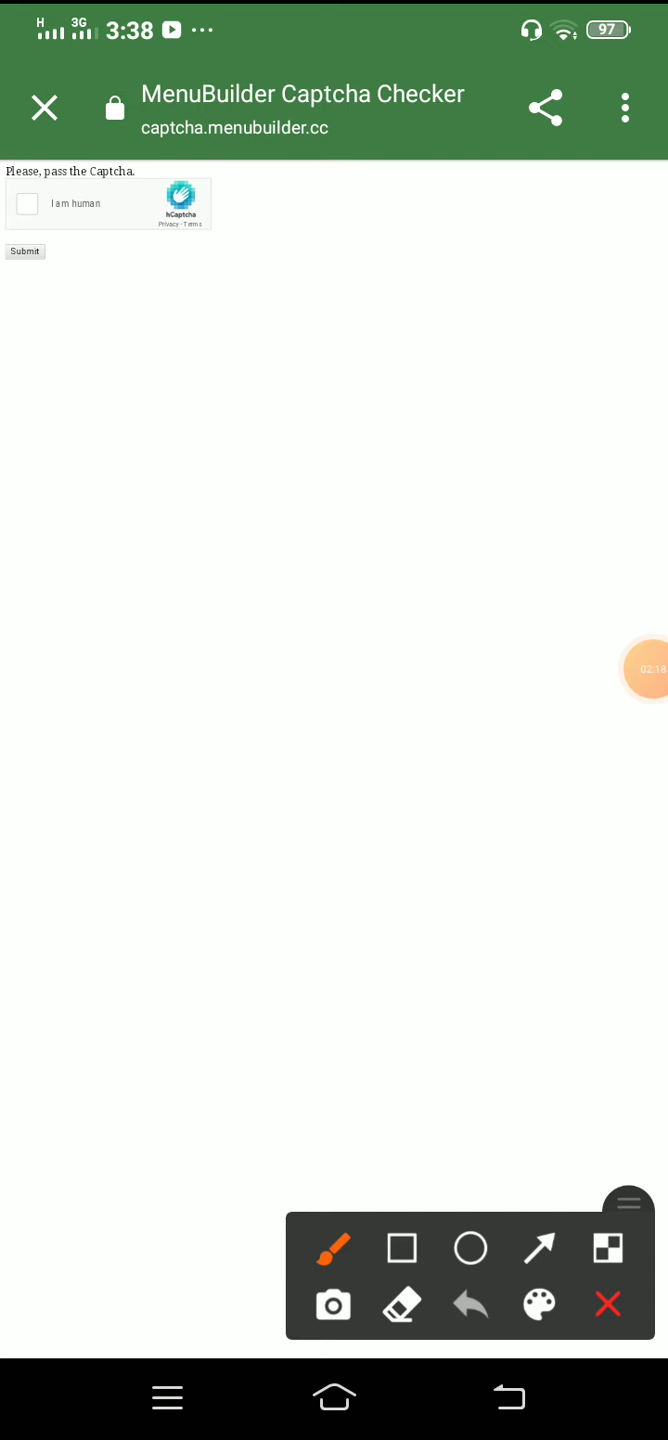 H 3G 3:38 97
MenuBuilder Captcha Checker
captcha.menubuilder.cc
Please, pass the Captcha.
I am human
hCaptcha
Privacy - Terms
Submit
02:18